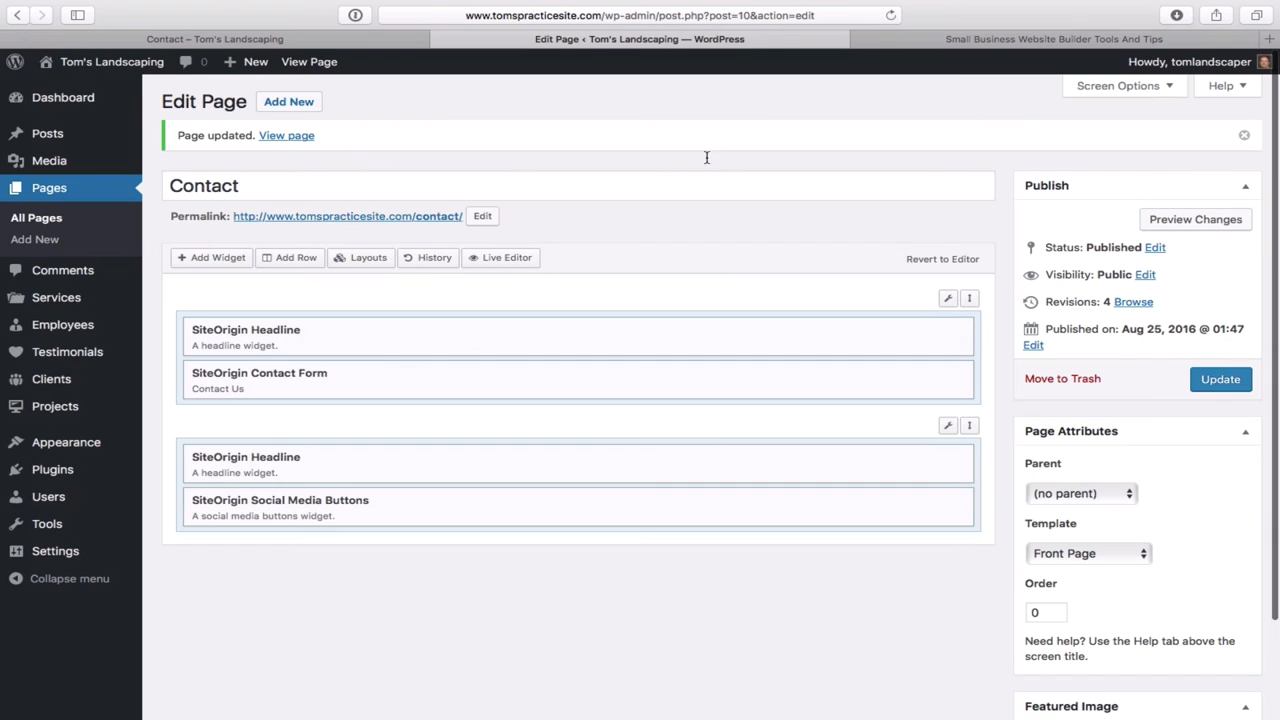 www.tomspracticesite.com/wp-admin/post.php?post=10&action=edit
Contact – Tom's Landscaping
Edit Page ‹ Tom's Landscaping — WordPress
Small Business Website Builder Tools And Tips
Tom's Landscaping
0
New
View Page
Howdy, tomlandscaper
Dashboard
Posts
Media
Pages
All Pages
Add New
Comments
Services
Employees
Testimonials
Clients
Projects
Appearance
Plugins
Users
Tools
Settings
Collapse menu
Screen Options
Help
Edit Page
Add New
Page updated. View page
Contact
Permalink: http://www.tomspracticesite.com/contact/ Edit
Add Widget
Add Row
Layouts
History
Live Editor
Revert to Editor
SiteOrigin Headline
A headline widget.
SiteOrigin Contact Form
Contact Us
SiteOrigin Headline
A headline widget.
SiteOrigin Social Media Buttons
A social media buttons widget.
Publish
Preview Changes
Status: Published Edit
Visibility: Public Edit
Revisions: 4 Browse
Published on: Aug 25, 2016 @ 01:47
Edit
Move to Trash
Update
Page Attributes
Parent
(no parent)
Template
Front Page
Order
0
Need help? Use the Help tab above the
screen title.
Featured Image